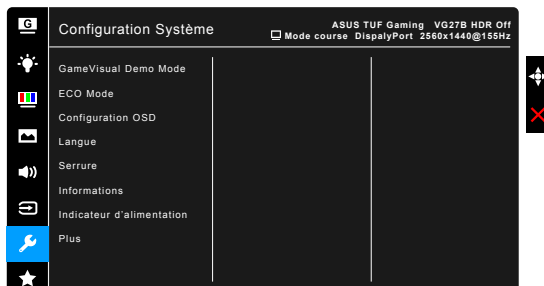 G
Configuration Système
ASUS TUF Gaming VG27B HDR Off
Mode course DispalyPort 2560x1440@155Hz
GameVisual Demo Mode
ECO Mode
Configuration OSD
Langue
Serrure
Informations
Indicateur d'alimentation
Plus